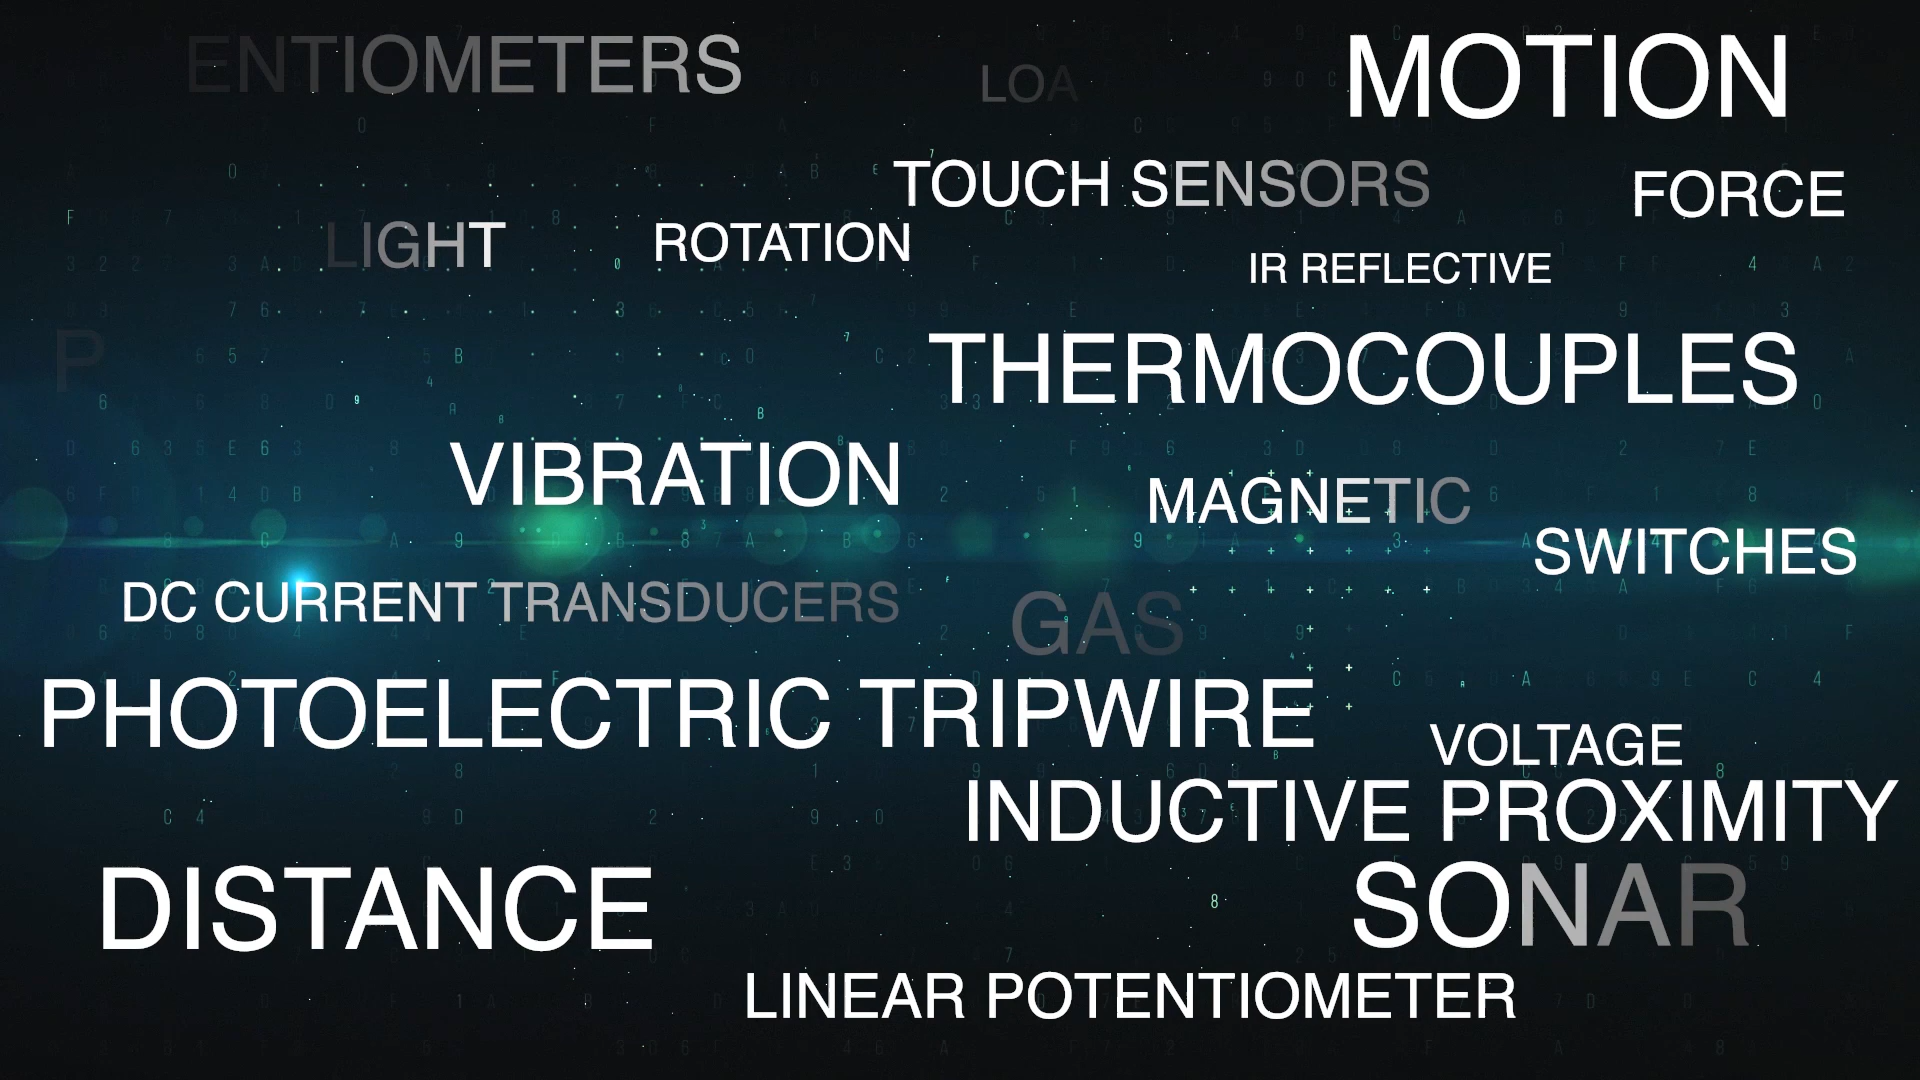 ENTIOMETERS
LOA
MOTION
TOUCH SENSORS
FORCE
LIGHT
ROTATION
IR REFLECTIVE
THERMOCOUPLES
P
VIBRATION
MAGNETIC
SWITCHES
DC CURRENT TRANSDUCERS
GAS
PHOTOELECTRIC TRIPWIRE
VOLTAGE
INDUCTIVE PROXIMITY
DISTANCE
SONAR
LINEAR POTENTIOMETER